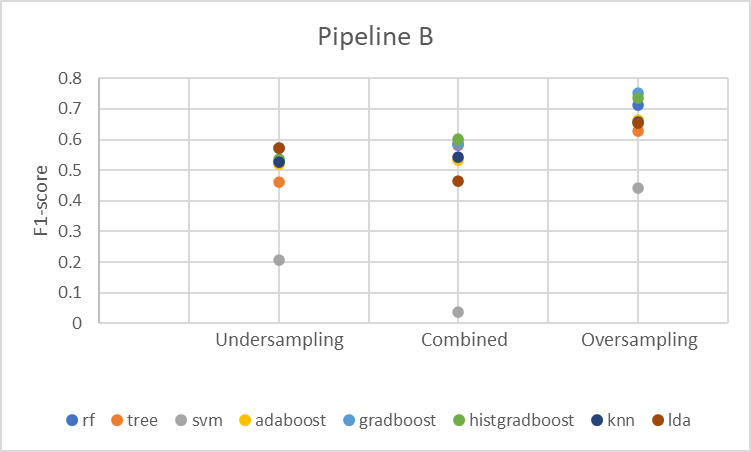 Pipeline B
F1-score
0.8
0.7
0.6
0.5
0.4
0.3
0.2
0.1
0
Undersampling Combined Oversampling
rf tree svm adaboost gradboost histgradboost knn lda